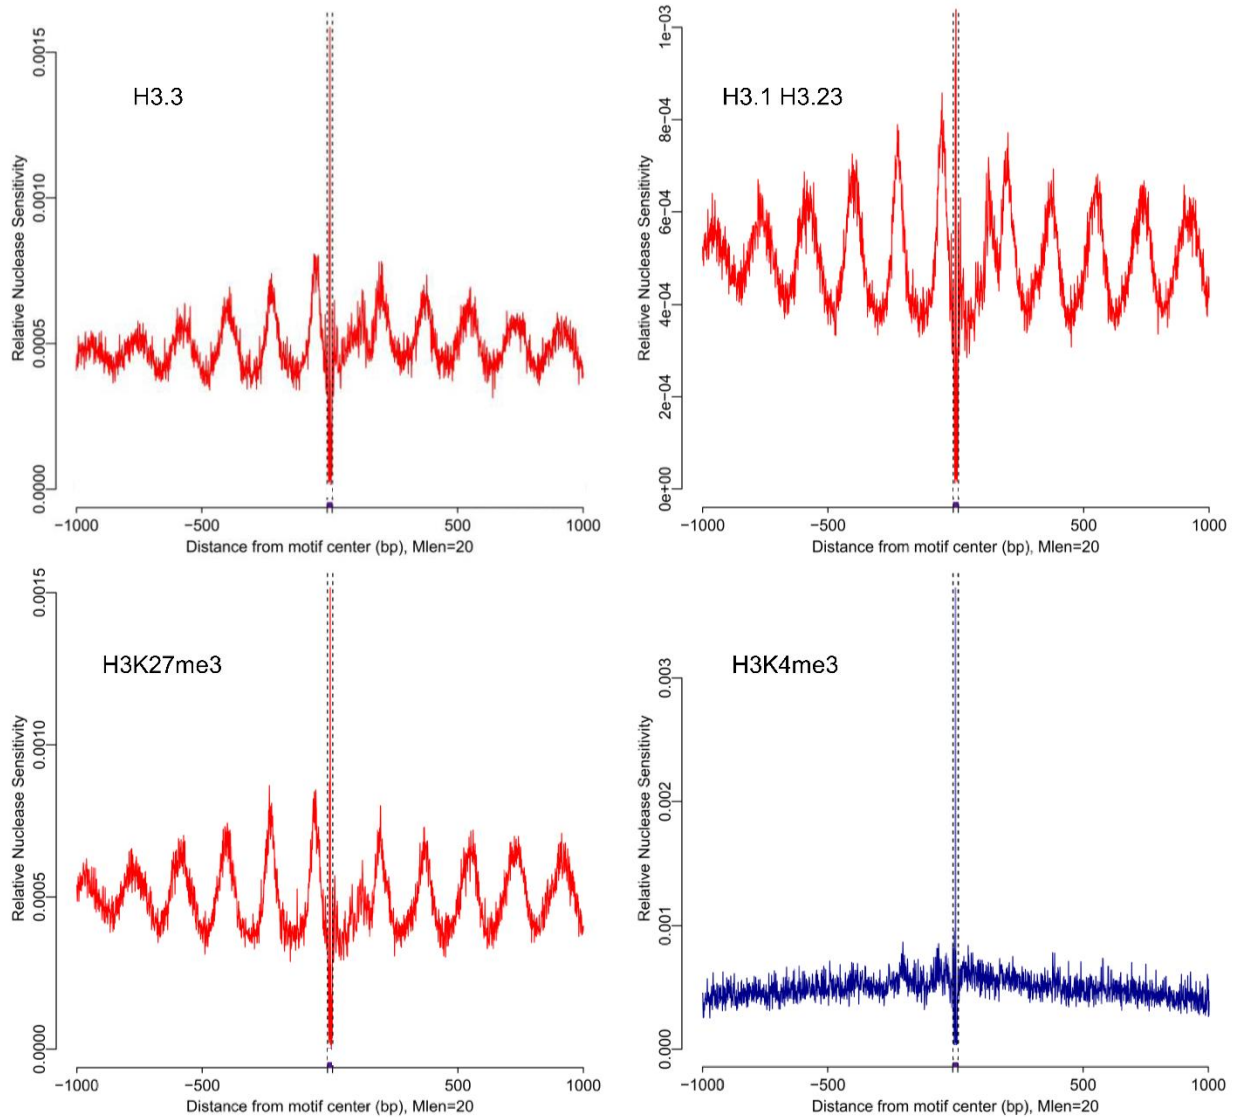 H3.3
Relative Nuclease Sensitivity
0.0015
0.0010
0.0005
0.0000
−1000
−500
500
1000
Distance from motif center (bp), Mlen=20
H3.1 H3.23
Relative Nuclease Sensitivity
1e−03
8e−04
6e−04
4e−04
2e−04
0e+00
−1000
−500
500
1000
Distance from motif center (bp), Mlen=20
H3K27me3
Relative Nuclease Sensitivity
0.0015
0.0010
0.0005
0.0000
−1000
−500
500
1000
Distance from motif center (bp), Mlen=20
H3K4me3
Relative Nuclease Sensitivity
0.003
0.002
0.001
0.000
−1000
−500
500
1000
Distance from motif center (bp), Mlen=20